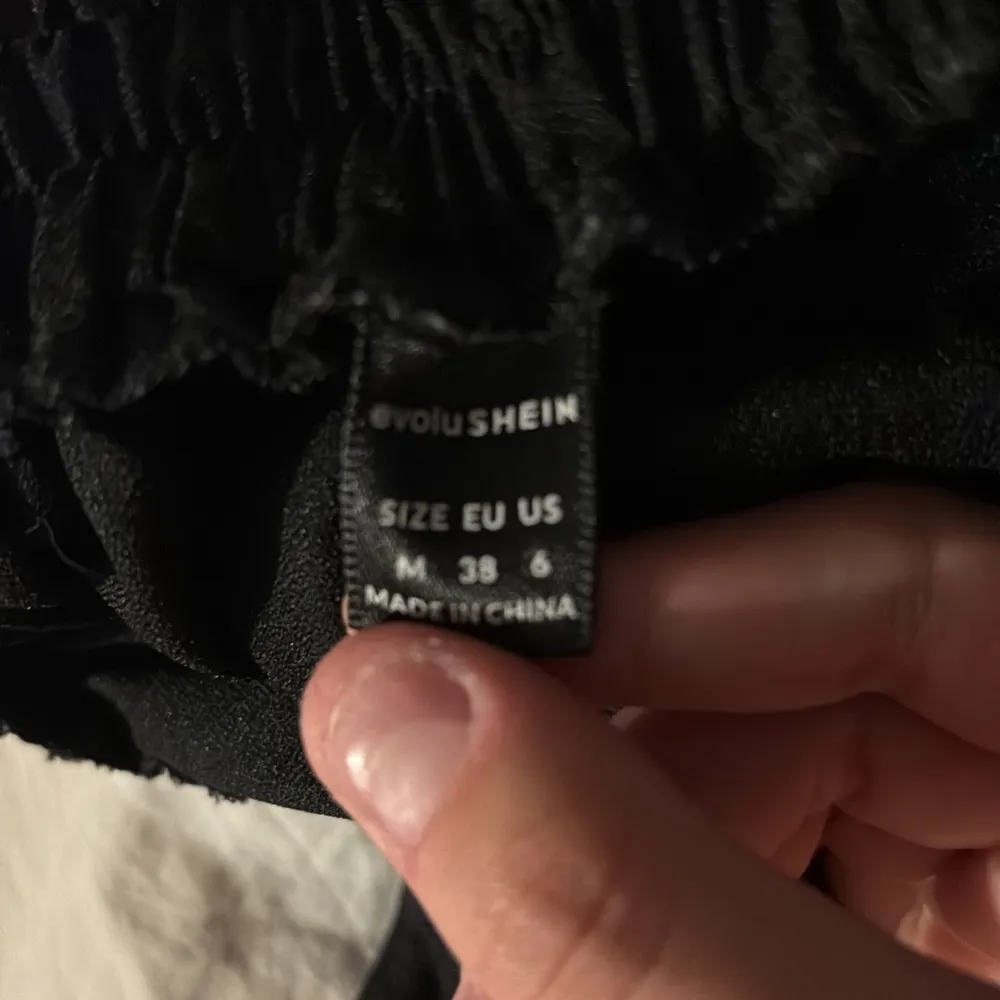 evoluSHEIN
SIZE EU US
M 38 6
MADE IN CHINA